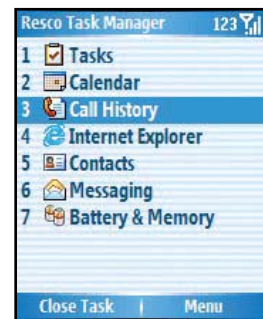 Resco Task Manager 123
1 Tasks
2 Calendar
3 Call History
4 Internet Explorer
5 Contacts
6 Messaging
7 Battery & Memory
Close Task Menu